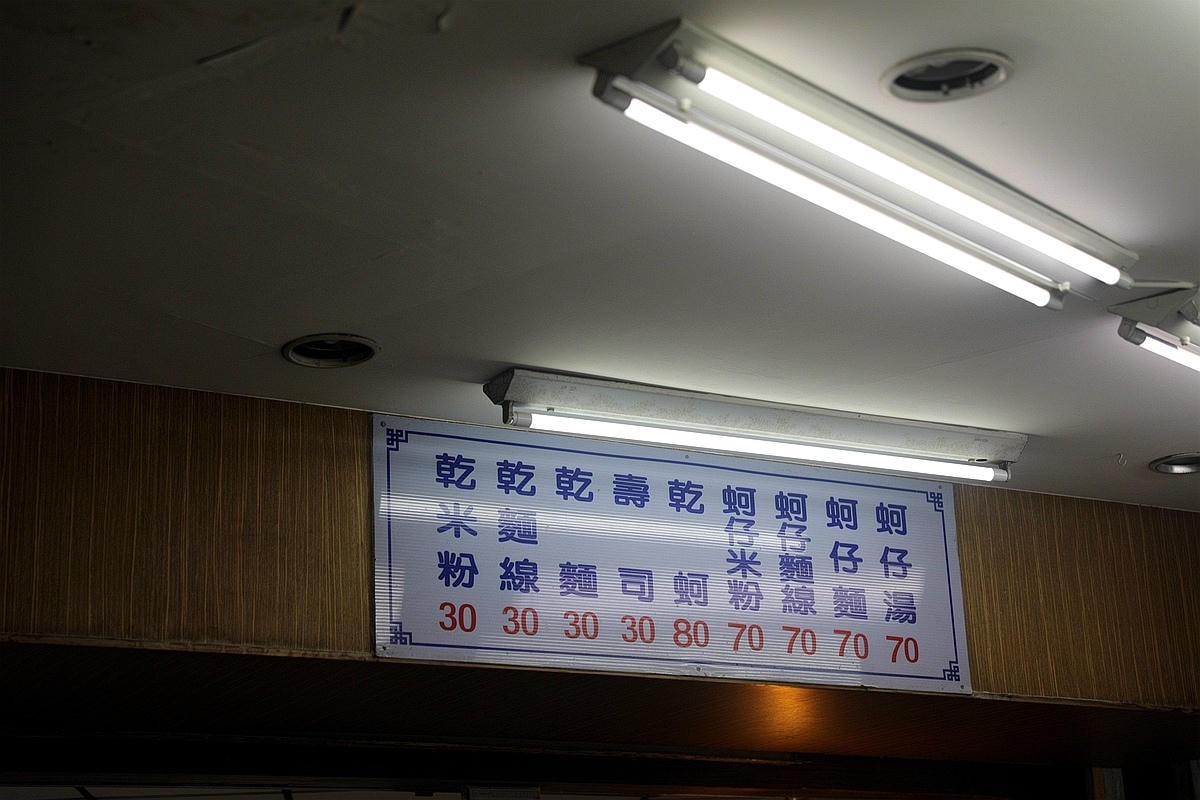 蚵仔湯 70
蚵仔麵 70
蚵仔麵線 70
蚵仔米粉 70
乾蚵 80
壽司 30
乾麵 30
乾麵線 30
乾米粉 30